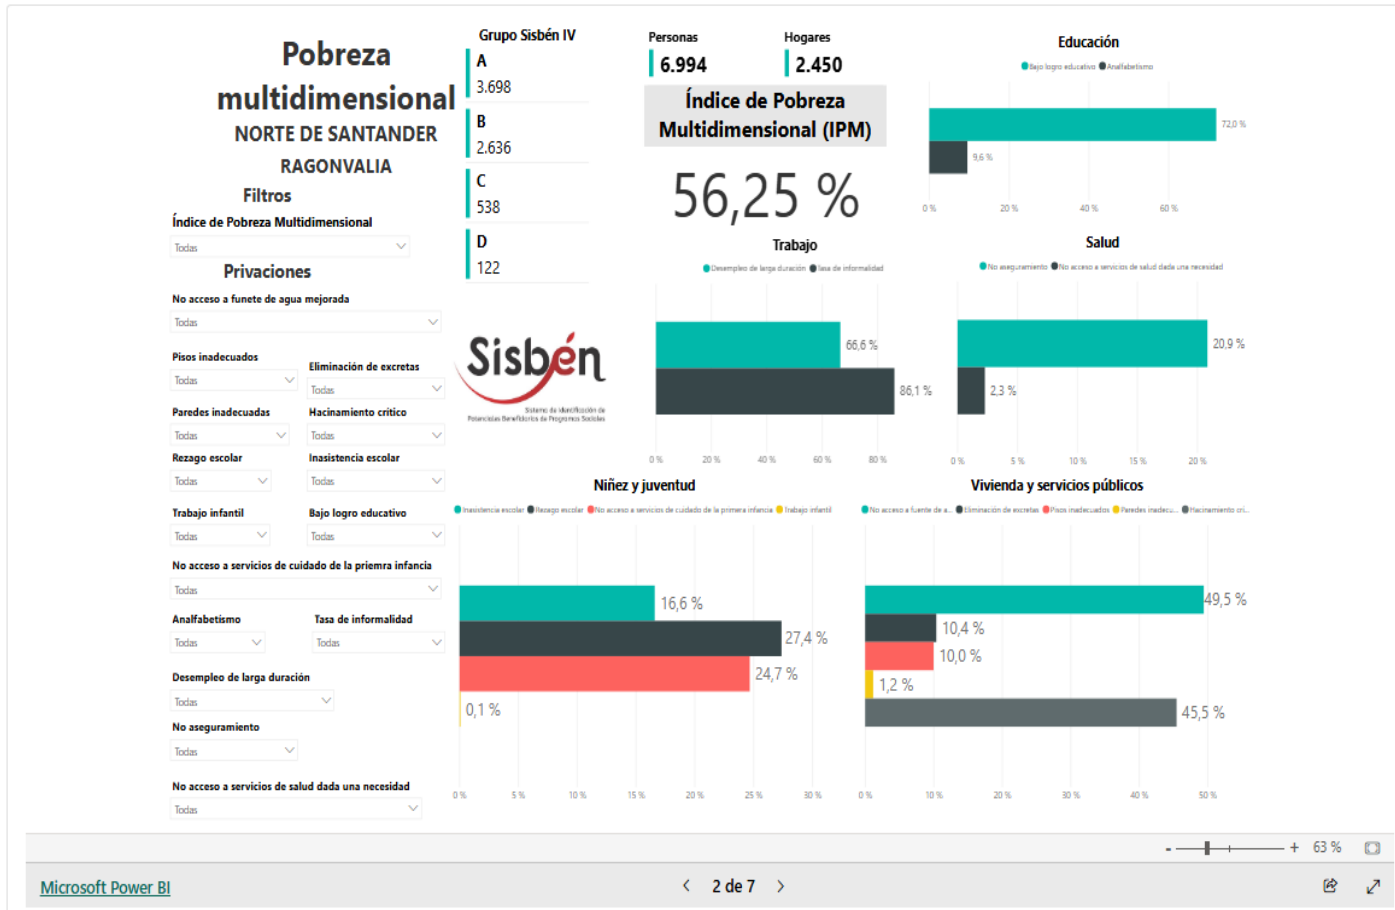 Pobreza
multidimensional
NORTE DE SANTANDER
RAGONVALIA
Filtros
Índice de Pobreza Multidimensional
Todas
Privaciones
No acceso a funete de agua mejorada
Todas
Pisos inadecuados
Todas
Eliminación de excretas
Todas
Paredes inadecuadas
Todas
Hacinamiento crítico
Todas
Rezago escolar
Todas
Inasistencia escolar
Todas
Trabajo infantil
Todas
Bajo logro educativo
Todas
No acceso a servicios de cuidado de la priemra infancia
Todas
Analfabetismo
Todas
Tasa de informalidad
Todas
Desempleo de larga duración
Todas
No aseguramiento
Todas
No acceso a servicios de salud dada una necesidad
Todas
Grupo Sisbén IV
A
3.698
B
2.636
C
538
D
122
Sisbén
Sistema de Identificación de
Potenciales Beneficiarios de Programas Sociales
Personas
6.994
Hogares
2.450
Índice de Pobreza
Multidimensional (IPM)
56,25 %
Educación
Bajo logro educativo Analfabetismo
72,0 %
9,6 %
0 % 20 % 40 % 60 %
Trabajo
Desempleo de larga duración Tasa de informalidad
66,6 %
86,1 %
0 % 20 % 40 % 60 % 80 %
Salud
No aseguramiento No acceso a servicios de salud dada una necesidad
20,9 %
2,3 %
0 % 5 % 10 % 15 % 20 %
Niñez y juventud
Inasistencia escolar Rezago escolar No acceso a servicios de cuidado de la primera infancia Trabajo infantil
16,6 %
27,4 %
24,7 %
0,1 %
0 % 5 % 10 % 15 % 20 % 25 % 30 %
Vivienda y servicios públicos
No acceso a fuente de a... Eliminación de excretas Pisos inadecuados Paredes inadecu... Hacinamiento crí...
49,5 %
10,4 %
10,0 %
1,2 %
45,5 %
0 % 10 % 20 % 30 % 40 % 50 %
- + 63 %
Microsoft Power BI
< 2 de 7 >